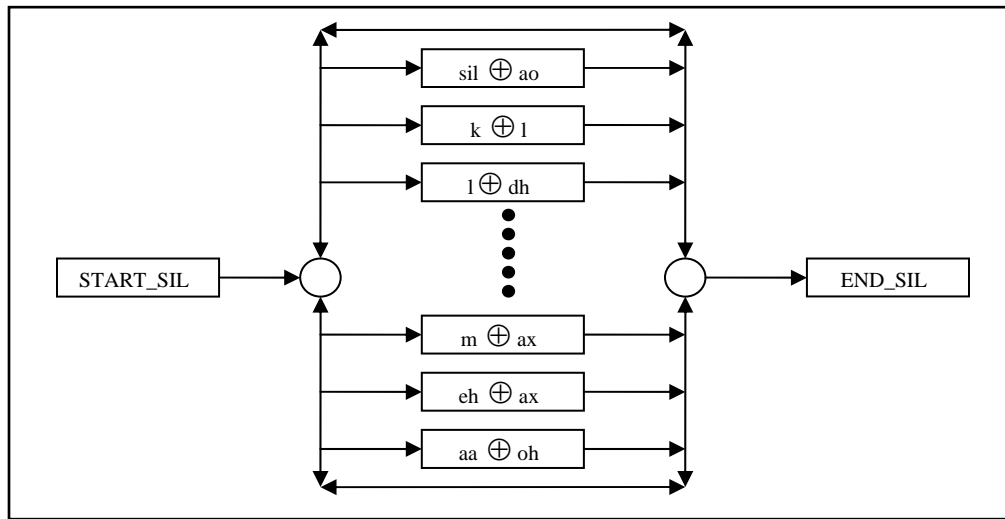 sil ⊕ ao
k ⊕ l
l ⊕ dh
START_SIL
END_SIL
m ⊕ ax
eh ⊕ ax
aa ⊕ oh